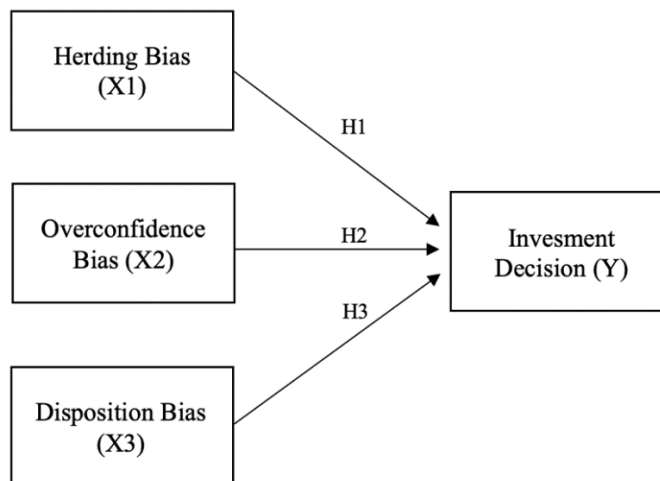 Herding Bias
(X1)
H1
Overconfidence
Bias (X2)
H2
Invesment
Decision (Y)
H3
Disposition Bias
(X3)